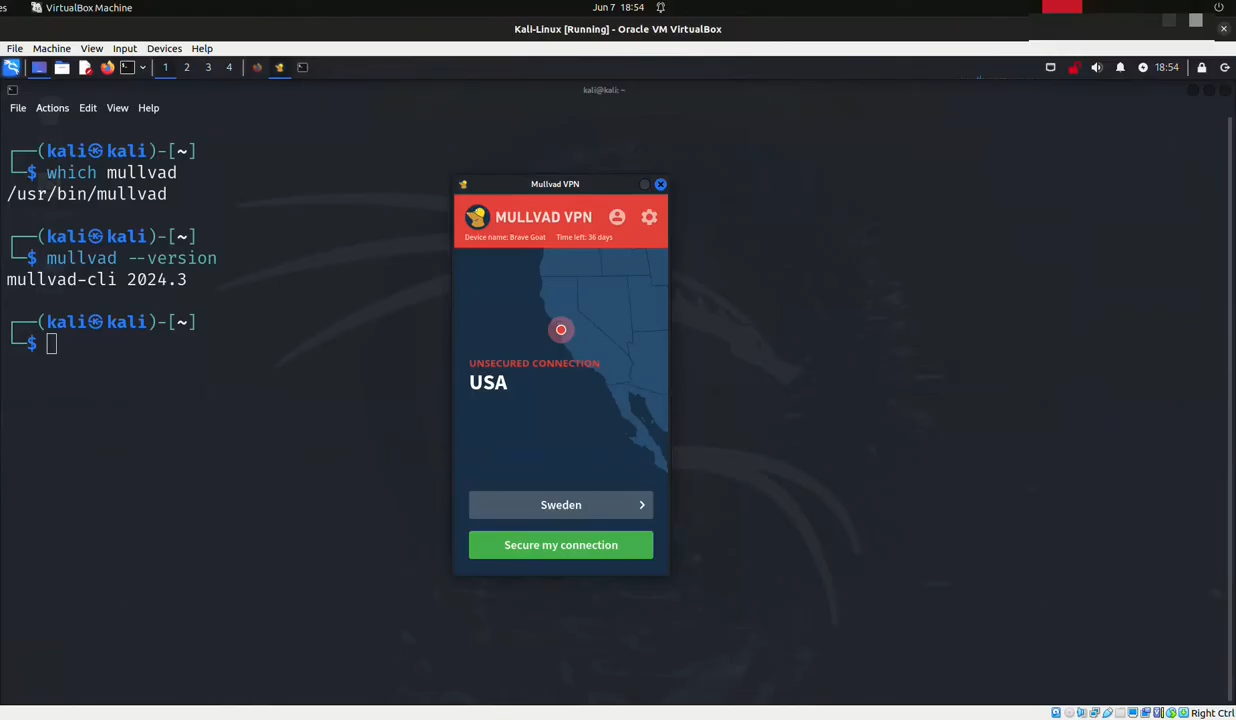 es VirtualBox Machine Jun 7 18:54
Kali-Linux [Running] - Oracle VM VirtualBox
File Machine View Input Devices Help
1 2 3 4 18:54
kali@kali: ~
File Actions Edit View Help
┌──(kali㉿kali)-[~]
└─$ which mullvad
/usr/bin/mullvad
┌──(kali㉿kali)-[~]
└─$ mullvad --version
mullvad-cli 2024.3
┌──(kali㉿kali)-[~]
└─$
Mullvad VPN
MULLVAD VPN
Device name: Brave Goat Time left: 36 days
UNSECURED CONNECTION
USA
Sweden
Secure my connection
Right Ctrl